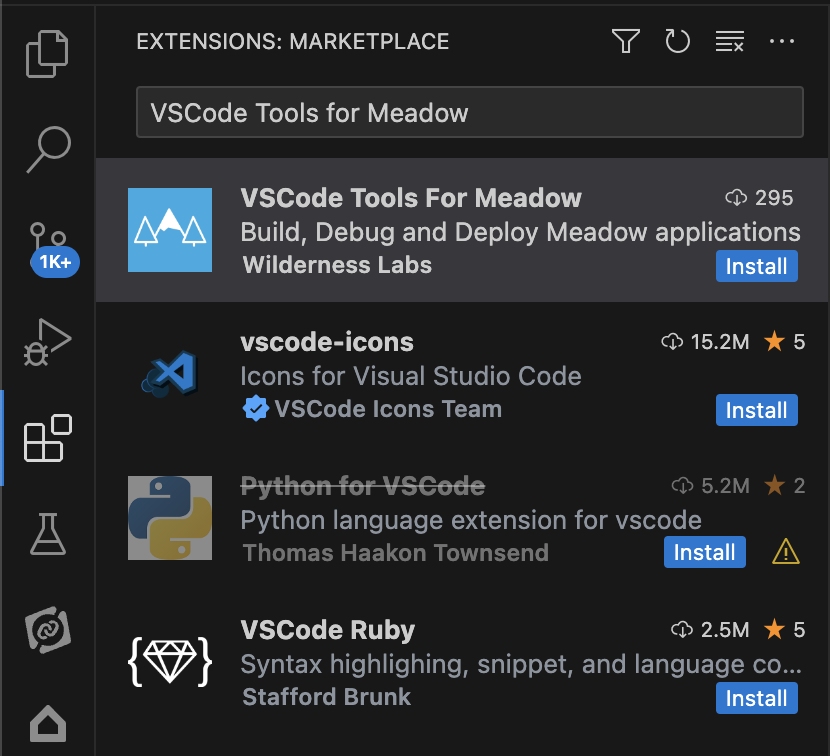 EXTENSIONS: MARKETPLACE
VSCode Tools for Meadow
VSCode Tools For Meadow 295
Build, Debug and Deploy Meadow applications
Wilderness Labs Install
1K+
vscode-icons 15.2M 5
Icons for Visual Studio Code
VSCode Icons Team Install
Python for VSCode 5.2M 2
Python language extension for vscode
Thomas Haakon Townsend Install
VSCode Ruby 2.5M 5
Syntax highlighing, snippet, and language co...
Stafford Brunk Install